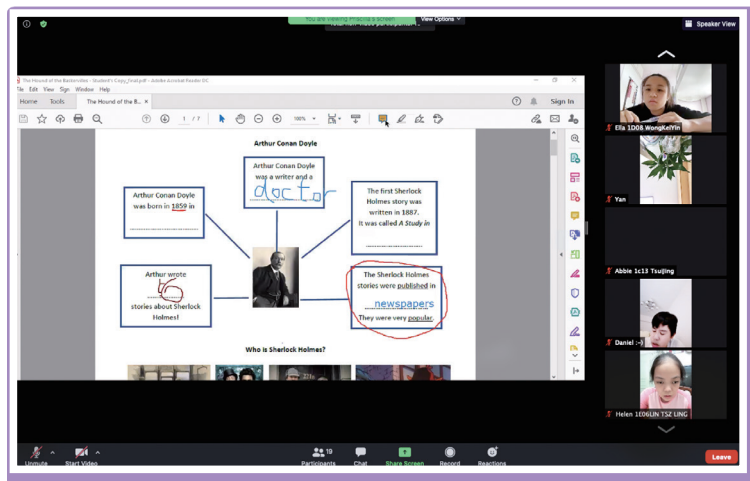 View Options
Speaker View
The Hound of the Baskervilles - Student's Copy_Final.pdf - Adobe Acrobat Reader DC
File Edit View Sign Window Help
Home Tools The Hound of the B... ×
Sign In
1 / 7
100%
Arthur Conan Doyle
Arthur Conan Doyle
was a writer and a
doctor
Arthur Conan Doyle
was born in 1859 in
The first Sherlock
Holmes story was
written in 1887.
It was called A Study in
Arthur wrote
stories about Sherlock
Holmes!
The Sherlock Holmes
stories were published in
newspapers
They were very popular.
Who is Sherlock Holmes?
Ella 1D08 WongKeiYin
Yan
Abbie 1c13 TsuiJing
Daniel :-)
Helen 1E06LIN TSZ LING
Unmute
Start Video
19
Participants
Chat
Share Screen
Record
Reactions
Leave